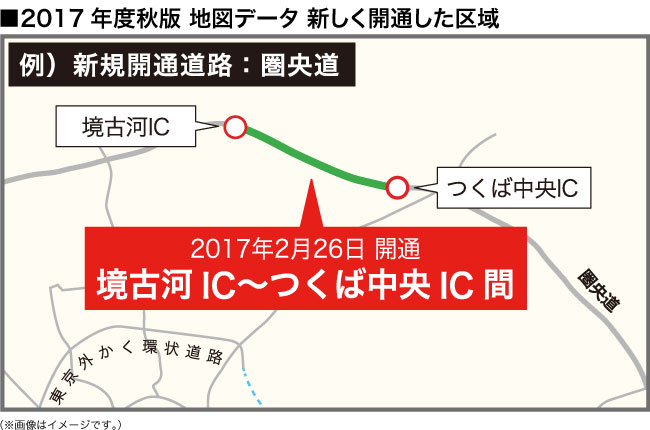 ■2017 年度秋版 地図データ 新しく開通した区域
例）新規開通道路：圏央道
境古河IC
つくば中央IC
2017年2月26日 開通
境古河 IC～つくば中央 IC 間
圏央道
東京外かく環状道路
（※画像はイメージです。）